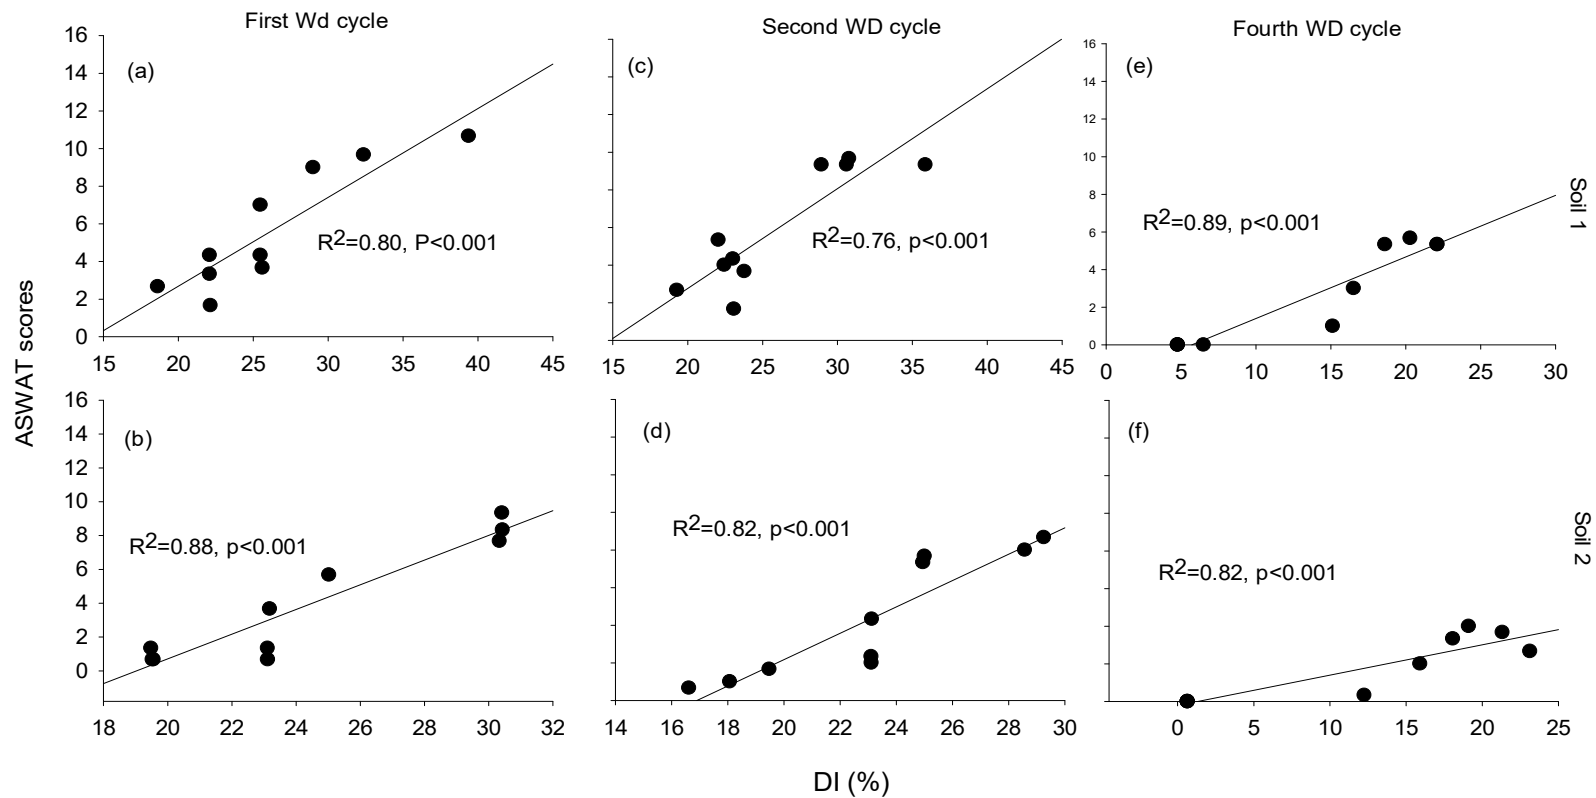 First Wd cycle
Second WD cycle
Fourth WD cycle
(a)
16
14
12
10
8
6
4
2
0
R2=0.80, P<0.001
15 20 25 30 35 40 45
(c)
R2=0.76, p<0.001
15 20 25 30 35 40 45
(e)
16
14
12
10
8
6
4
2
0
R2=0.89, p<0.001
0 5 10 15 20 25 30
Soil 1
ASWAT scores
(b)
16
14
12
10
8
6
4
2
0
R2=0.88, p<0.001
18 20 22 24 26 28 30 32
(d)
R2=0.82, p<0.001
14 16 18 20 22 24 26 28 30
(f)
R2=0.82, p<0.001
0 5 10 15 20 25
Soil 2
DI (%)